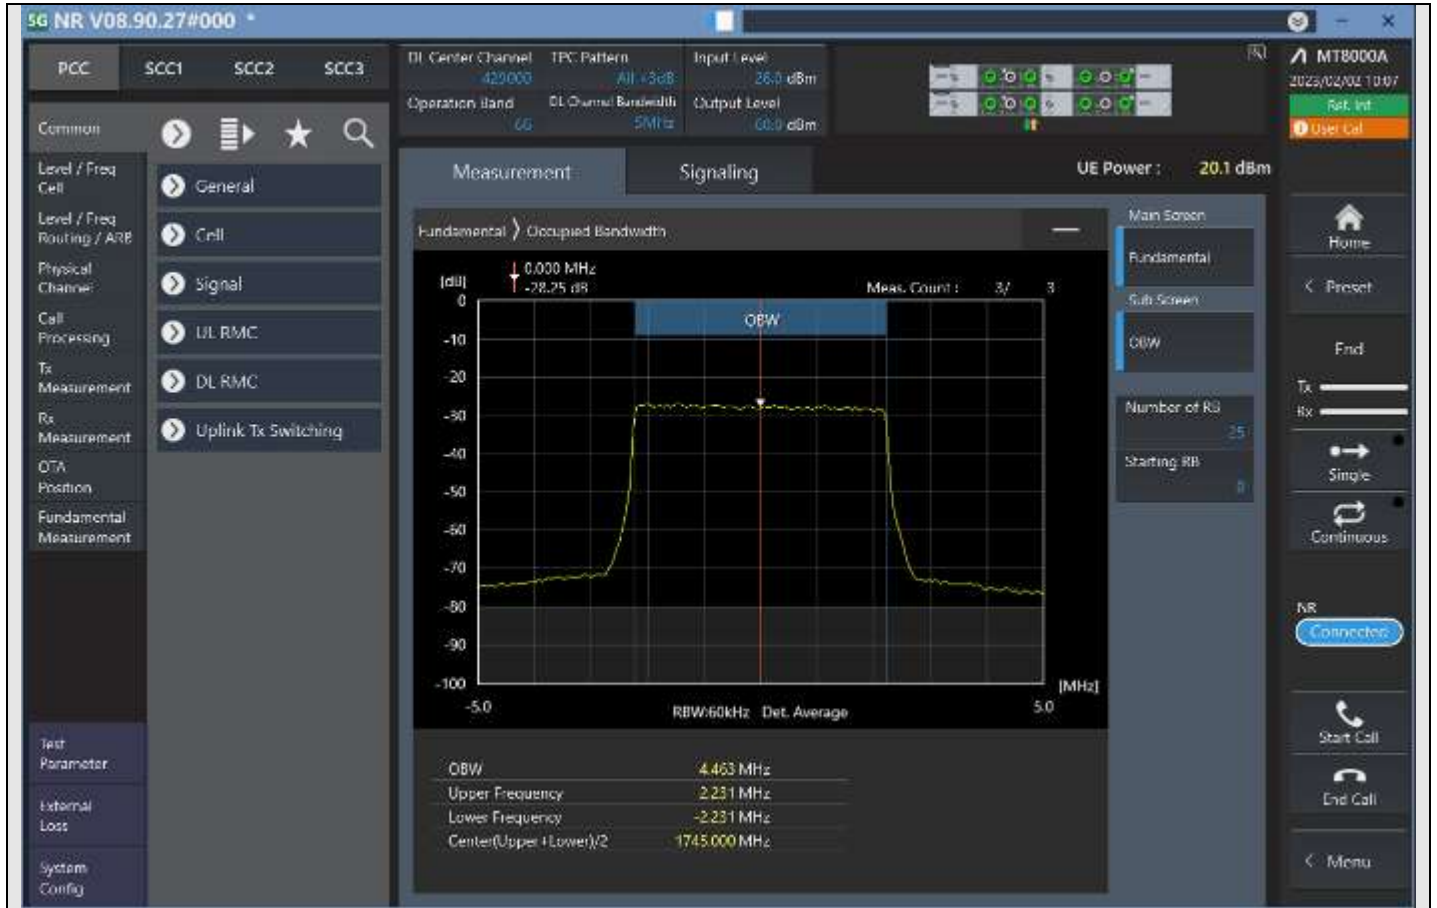 5G NR V08.90.27#000 *
PCC SCC1 SCC2 SCC3
DL Center Channel
429000
TPC Pattern
All +3dB
Input Level
26.0 dBm
Operation Band
66
DL Channel Bandwidth
5MHz
Output Level
-60.0 dBm
MT8000A
2023/02/02 10:07
Ref. Int
User Cal
Common
Level / Freq
Cell
Level / Freq
Routing / ARB
Physical
Channel
Call
Processing
Tx
Measurement
Rx
Measurement
OTA
Position
Fundamental
Measurement
Test
Parameter
External
Loss
System
Config
General
Cell
Signal
UL RMC
DL RMC
Uplink Tx Switching
Measurement
Signaling
UE Power : 20.1 dBm
Fundamental ❯ Occupied Bandwidth
[dB]
0.000 MHz
-28.25 dB
Meas. Count : 3/ 3
OBW
0
-10
-20
-30
-40
-50
-60
-70
-80
-90
-100
-5.0
5.0
[MHz]
RBW:60kHz Det. Average
OBW 4.463 MHz
Upper Frequency 2.231 MHz
Lower Frequency -2.231 MHz
Center(Upper+Lower)/2 1745.000 MHz
Main Screen
Fundamental
Sub Screen
OBW
Number of RB
25
Starting RB
0
Home
< Preset
End
Tx
Rx
Single
Continuous
NR
Connected
Start Call
End Call
< Menu